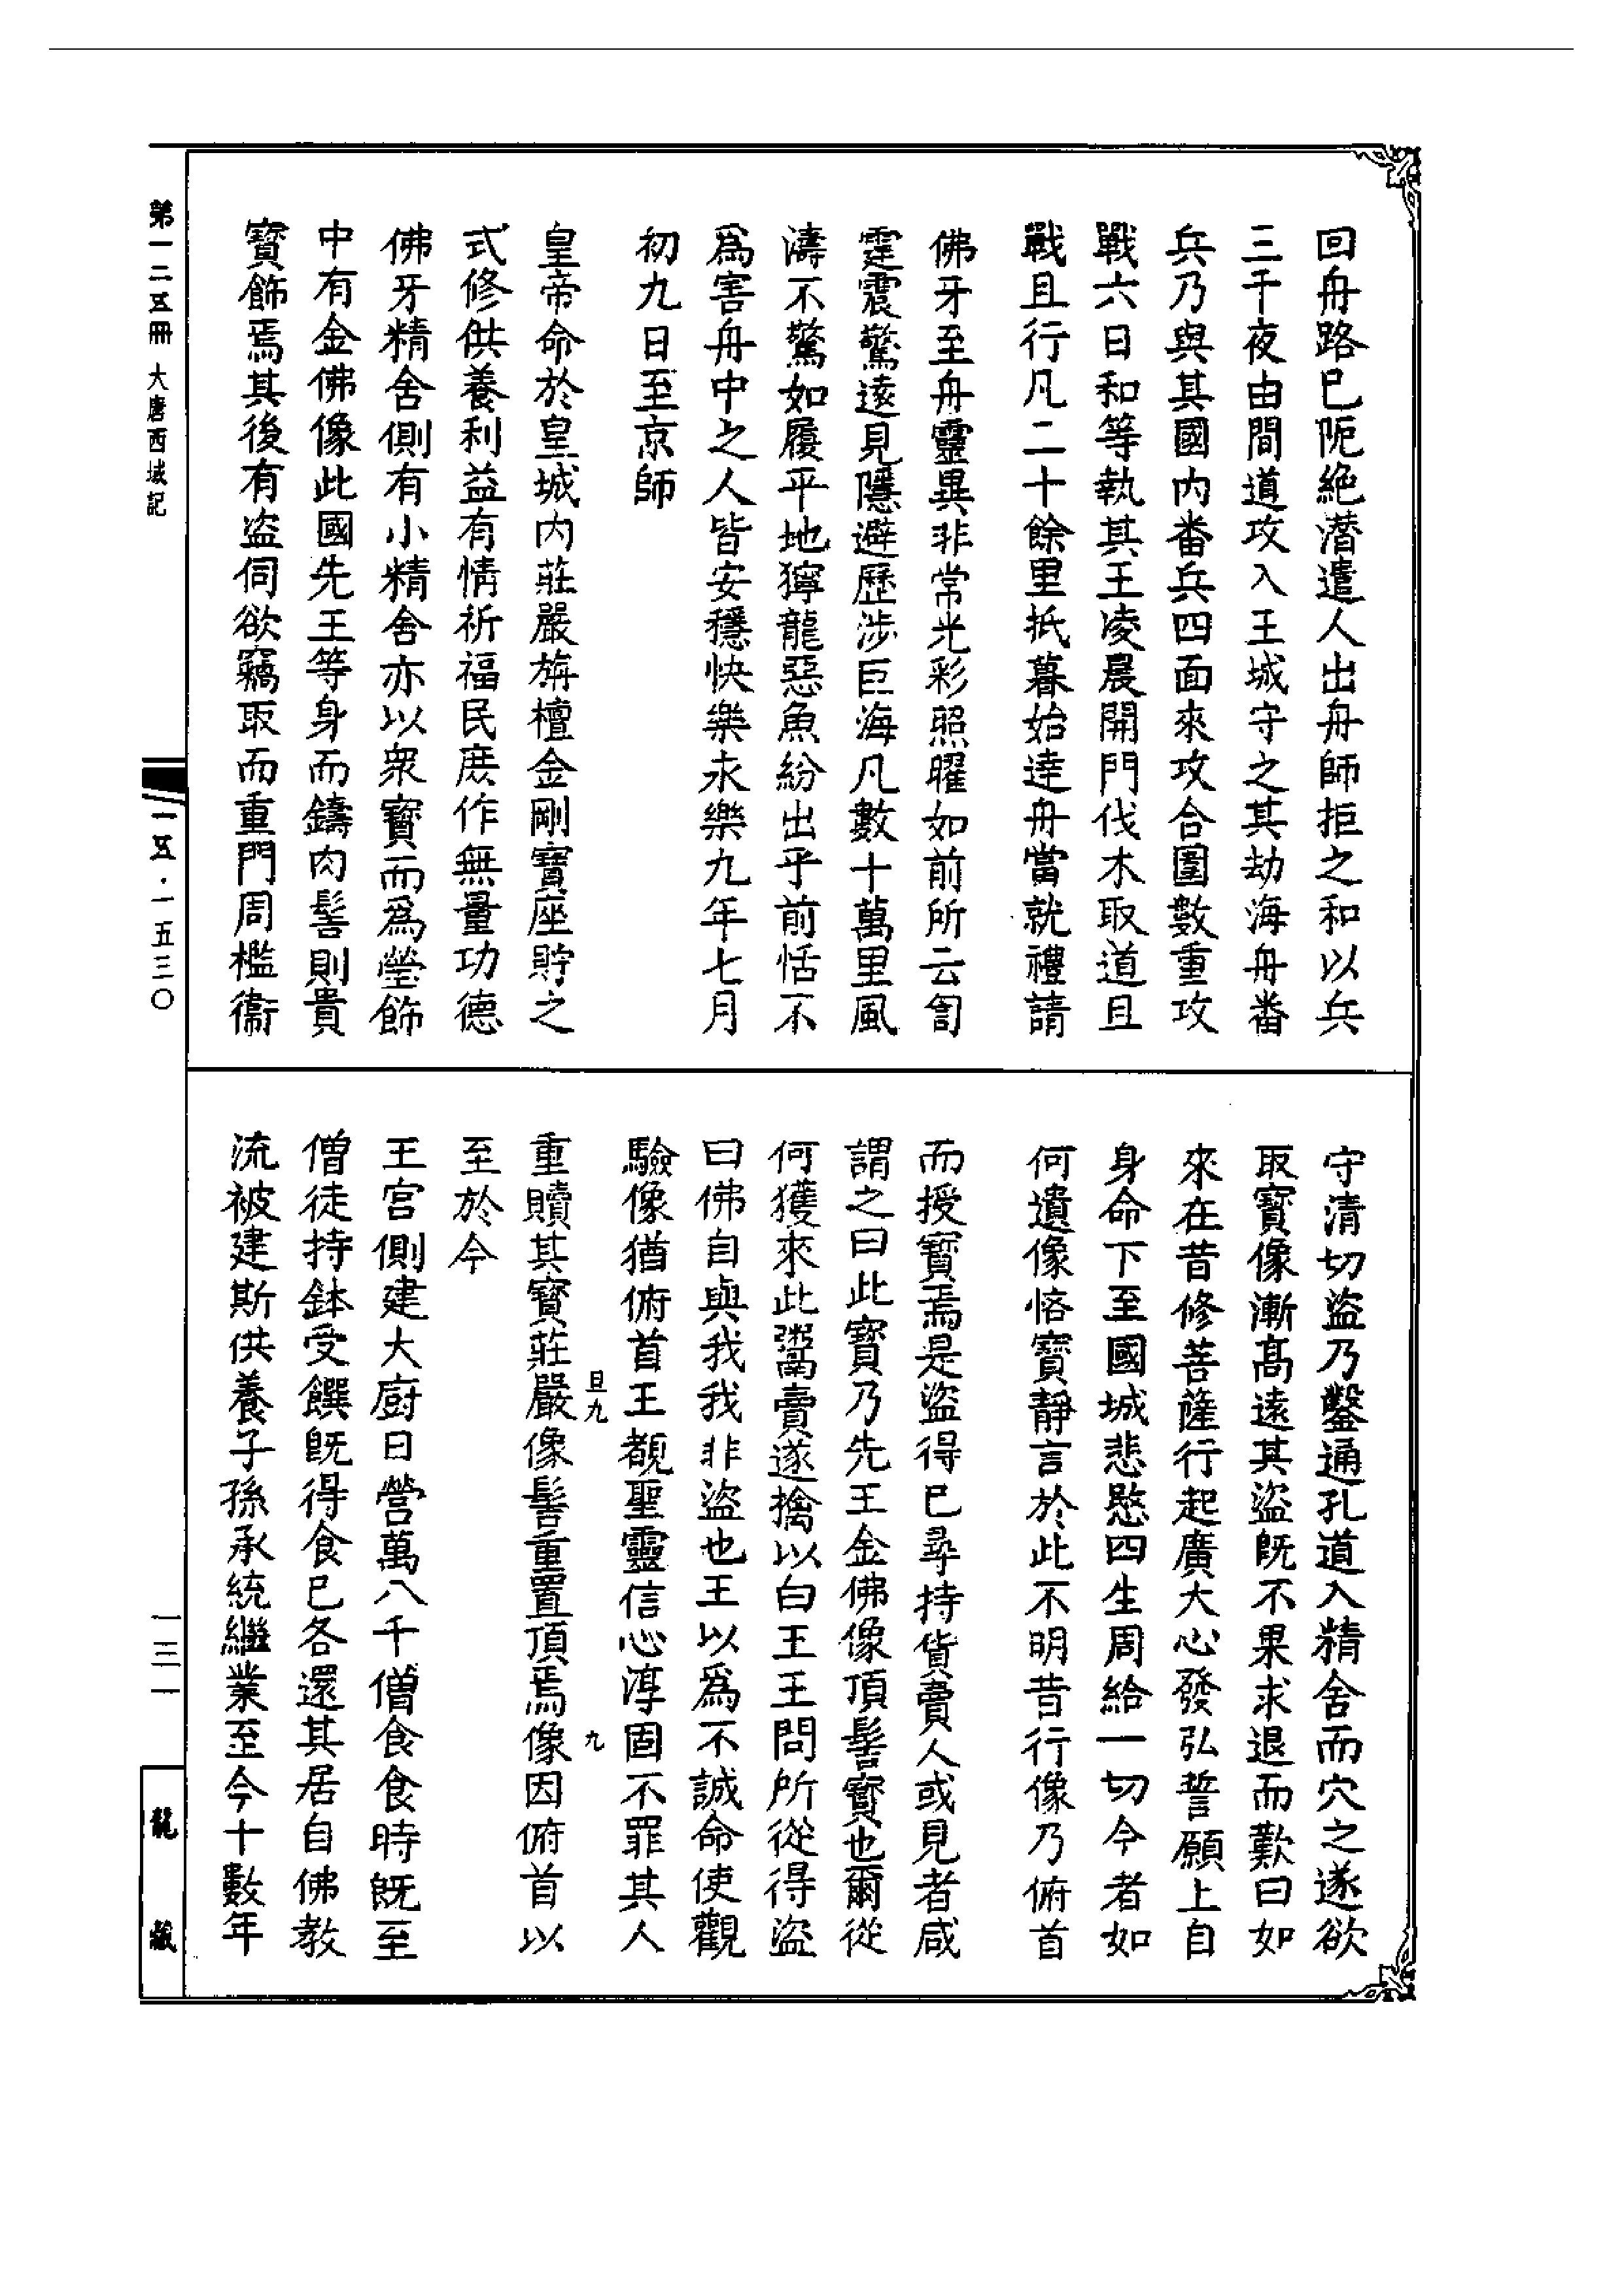 回舟路已阨絶潜遣人出舟師拒之和以兵
三千夜由間道攻入王城守之其劫海舟番
兵乃與其國内番兵四面來攻合圍數重攻
戰六日和等執其王凌晨開門伐木取道且
戰且行凡二十餘里抵暮始達舟當就禮請
佛牙至舟靈異非常光彩照曜如前所云訇
霆震驚遠見隱避歷涉巨海凡數十萬里風
濤不驚如履平地獰龍惡魚紛出乎前恬不
爲害舟中之人皆安穩快樂永樂九年七月
初九日至京師
皇帝命於皇城内莊嚴旃檀金剛寶座貯之
式修供養利益有情祈福民庶作無量功德
佛牙精舍側有小精舍亦以衆寶而爲瑩飾
中有金佛像此國先王等身而鑄肉髻則貴
寶飾焉其後有盜伺欲竊取而重門周檻衞
守清切盜乃鑿通孔道入精舍而穴之遂欲
取寶像漸髙遠其盜旣不果求退而歎曰如
來在昔修菩薩行起廣大心發弘誓願上自
身命下至國城悲愍四生周給一切今者如
何遺像悋寶靜言於此不明昔行像乃俯首
而授寶焉是盜得已尋持貨賣人或見者咸
謂之曰此寶乃先王金佛像頂髻寶也爾從
何獲來此鬻賣遂擒以白王王問所從得盜
曰佛自與我我非盜也王以爲不誠命使觀
驗像猶俯首王覩聖靈信心淳固不罪其人
旦九
九
重贖其寶莊嚴像髻重置頂焉像因俯首以
至於今
王宮側建大廚日營萬八千僧食食時旣至
僧徒持鉢受饌旣得食已各還其居自佛教
流被建斯供養子孫承統繼業至今十數年
第一二五冊 大唐西域記
一五·一五三〇
一三一
龍藏